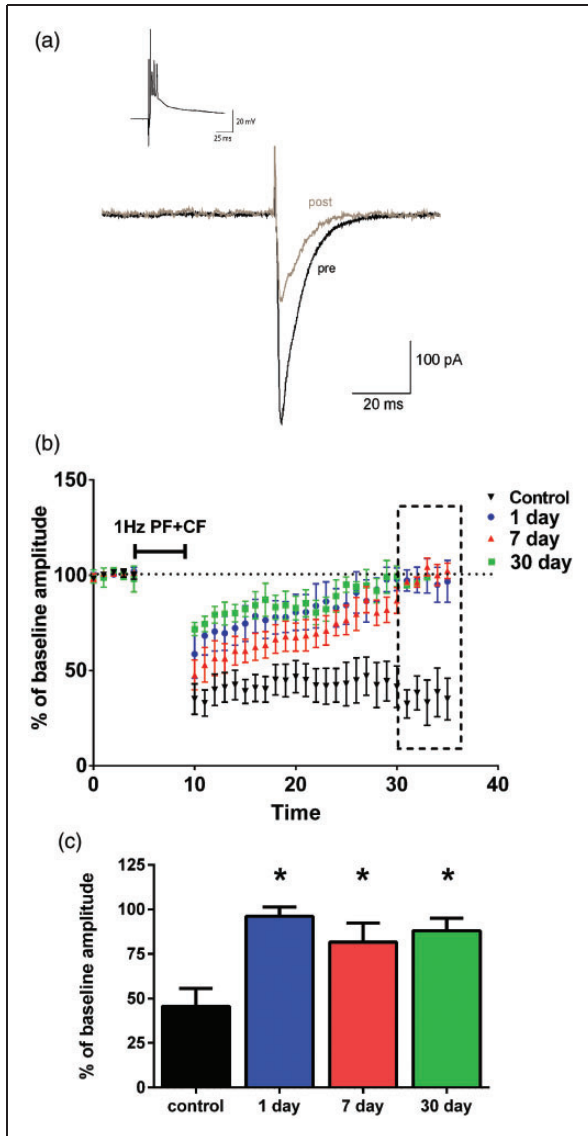 (a)
20 mV
25 ms
post
pre
100 pA
20 ms
(b)
150
100
50
0
% of baseline amplitude
1Hz PF+CF
Control
1 day
7 day
30 day
0
10
20
30
40
Time
(c)
125
100
75
50
25
0
% of baseline amplitude
*
*
*
control
1 day
7 day
30 day